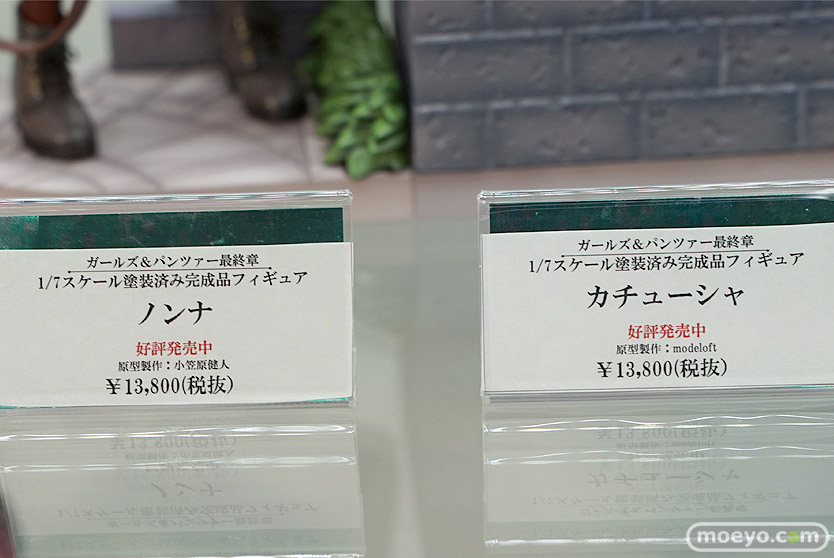 ガールズ＆パンツァー最終章
1/7スケール塗装済み完成品フィギュア
ノンナ
好評発売中
原型製作：小笠原健人
￥13,800(税抜)
ガールズ＆パンツァー最終章
1/7スケール塗装済み完成品フィギュア
カチューシャ
好評発売中
原型製作：modeloft
￥13,800(税抜)
moeyo.com